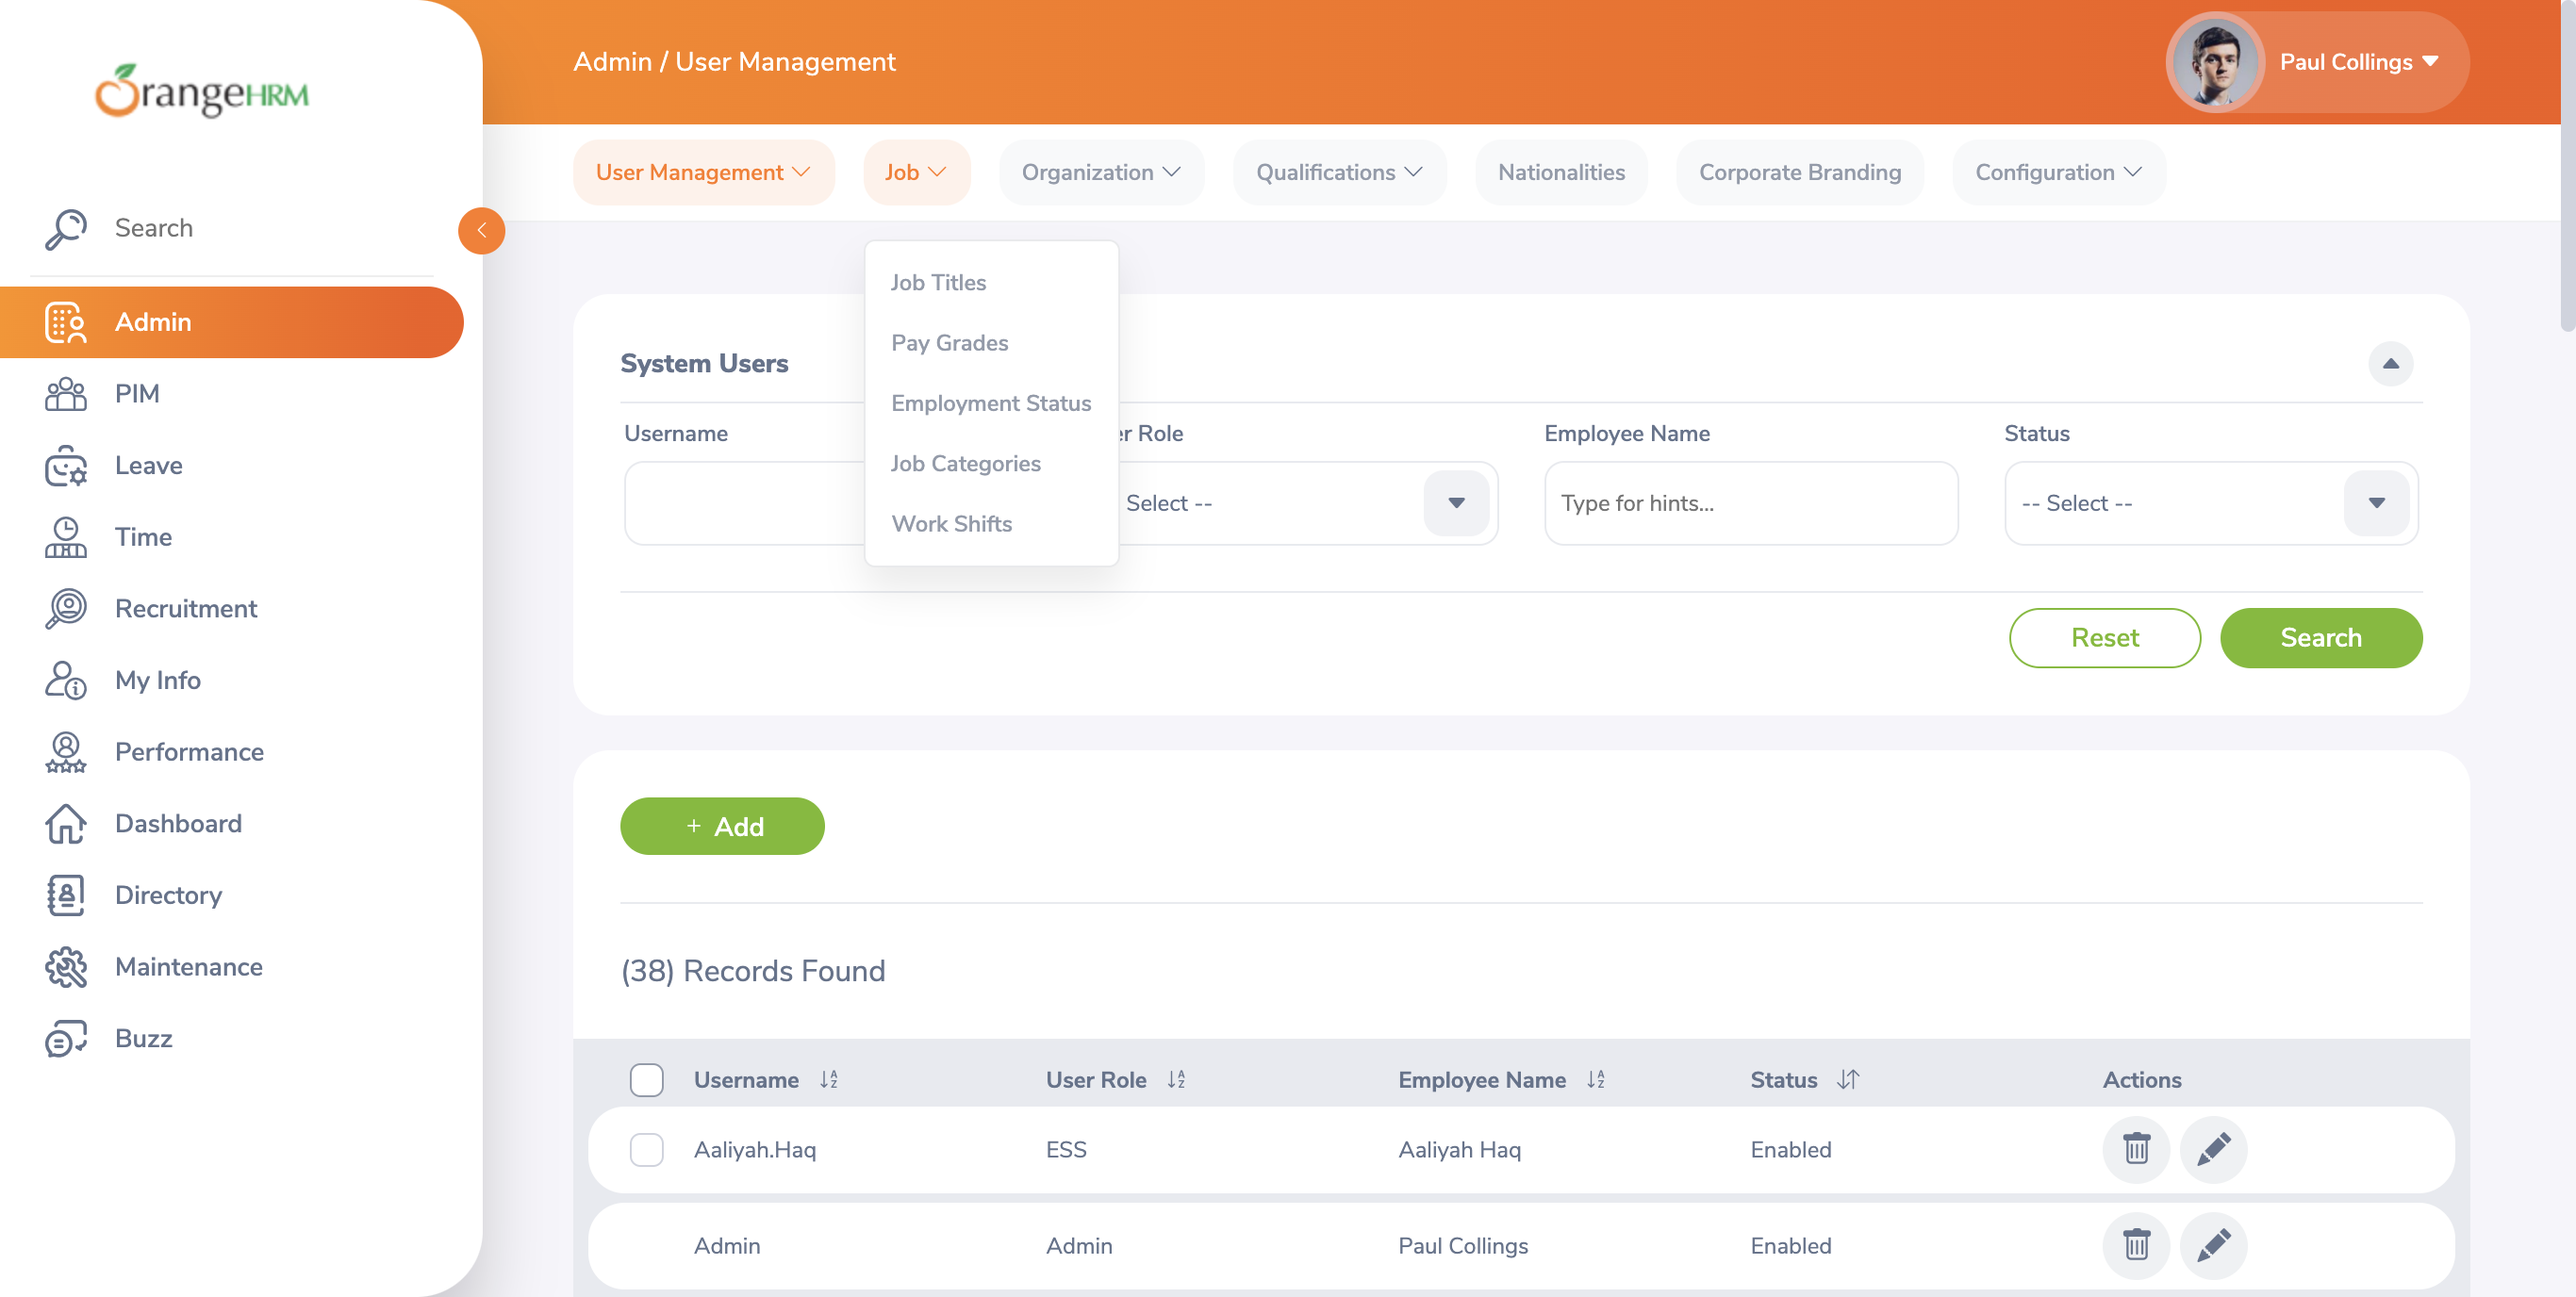 OrangeHRM
Search
Admin
PIM
Leave
Time
Recruitment
My Info
Performance
Dashboard
Directory
Maintenance
Buzz
Admin / User Management
Paul Collings
User Management
Job
Organization
Qualifications
Nationalities
Corporate Branding
Configuration
Job Titles
Pay Grades
Employment Status
Job Categories
Work Shifts
System Users
Username
er Role
Employee Name
Status
Select --
Type for hints...
-- Select --
Reset
Search
+ Add
(38) Records Found
Username
User Role
Employee Name
Status
Actions
Aaliyah.Haq
ESS
Aaliyah Haq
Enabled
Admin
Admin
Paul Collings
Enabled